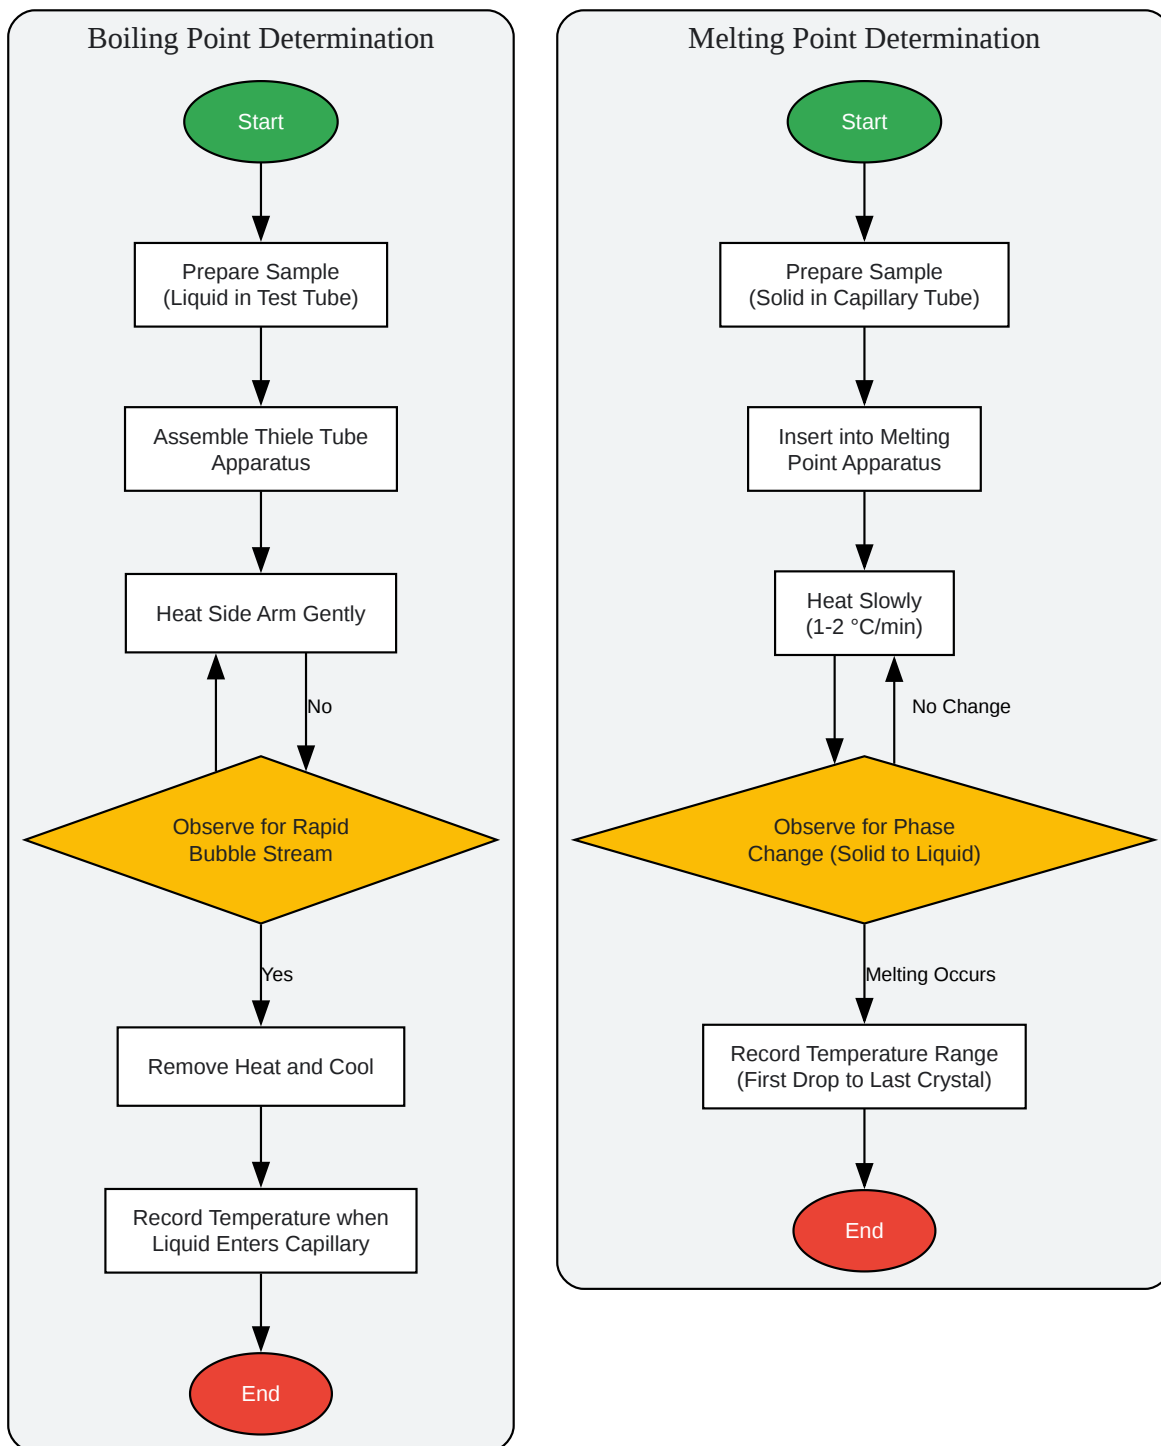 Boiling Point Determination
Start
Prepare Sample
(Liquid in Test Tube)
Assemble Thiele Tube
Apparatus
Heat Side Arm Gently
No
Observe for Rapid
Bubble Stream
Yes
Remove Heat and Cool
Record Temperature when
Liquid Enters Capillary
End
Melting Point Determination
Start
Prepare Sample
(Solid in Capillary Tube)
Insert into Melting
Point Apparatus
Heat Slowly
(1-2 °C/min)
No Change
Observe for Phase
Change (Solid to Liquid)
Melting Occurs
Record Temperature Range
(First Drop to Last Crystal)
End